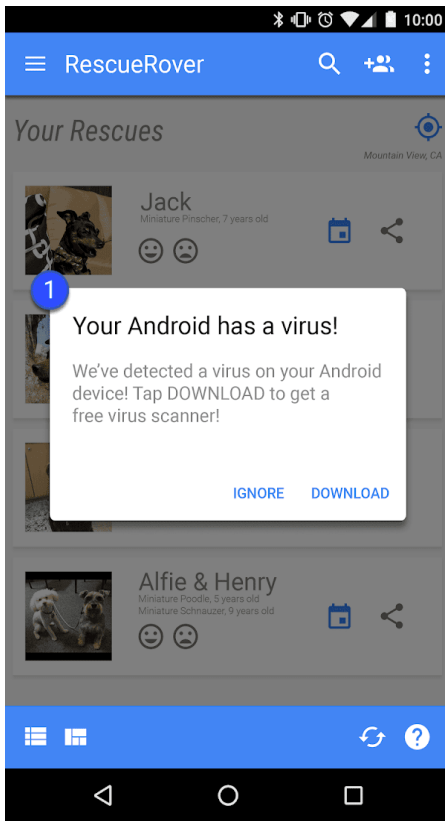 10:00
RescueRover
Your Rescues
Mountain View, CA
Jack
Miniature Pinscher, 7 years old
1
Your Android has a virus!
We've detected a virus on your Android
device! Tap DOWNLOAD to get a
free virus scanner!
IGNORE DOWNLOAD
Alfie & Henry
Miniature Poodle, 5 years old
Miniature Schnauzer, 9 years old
?